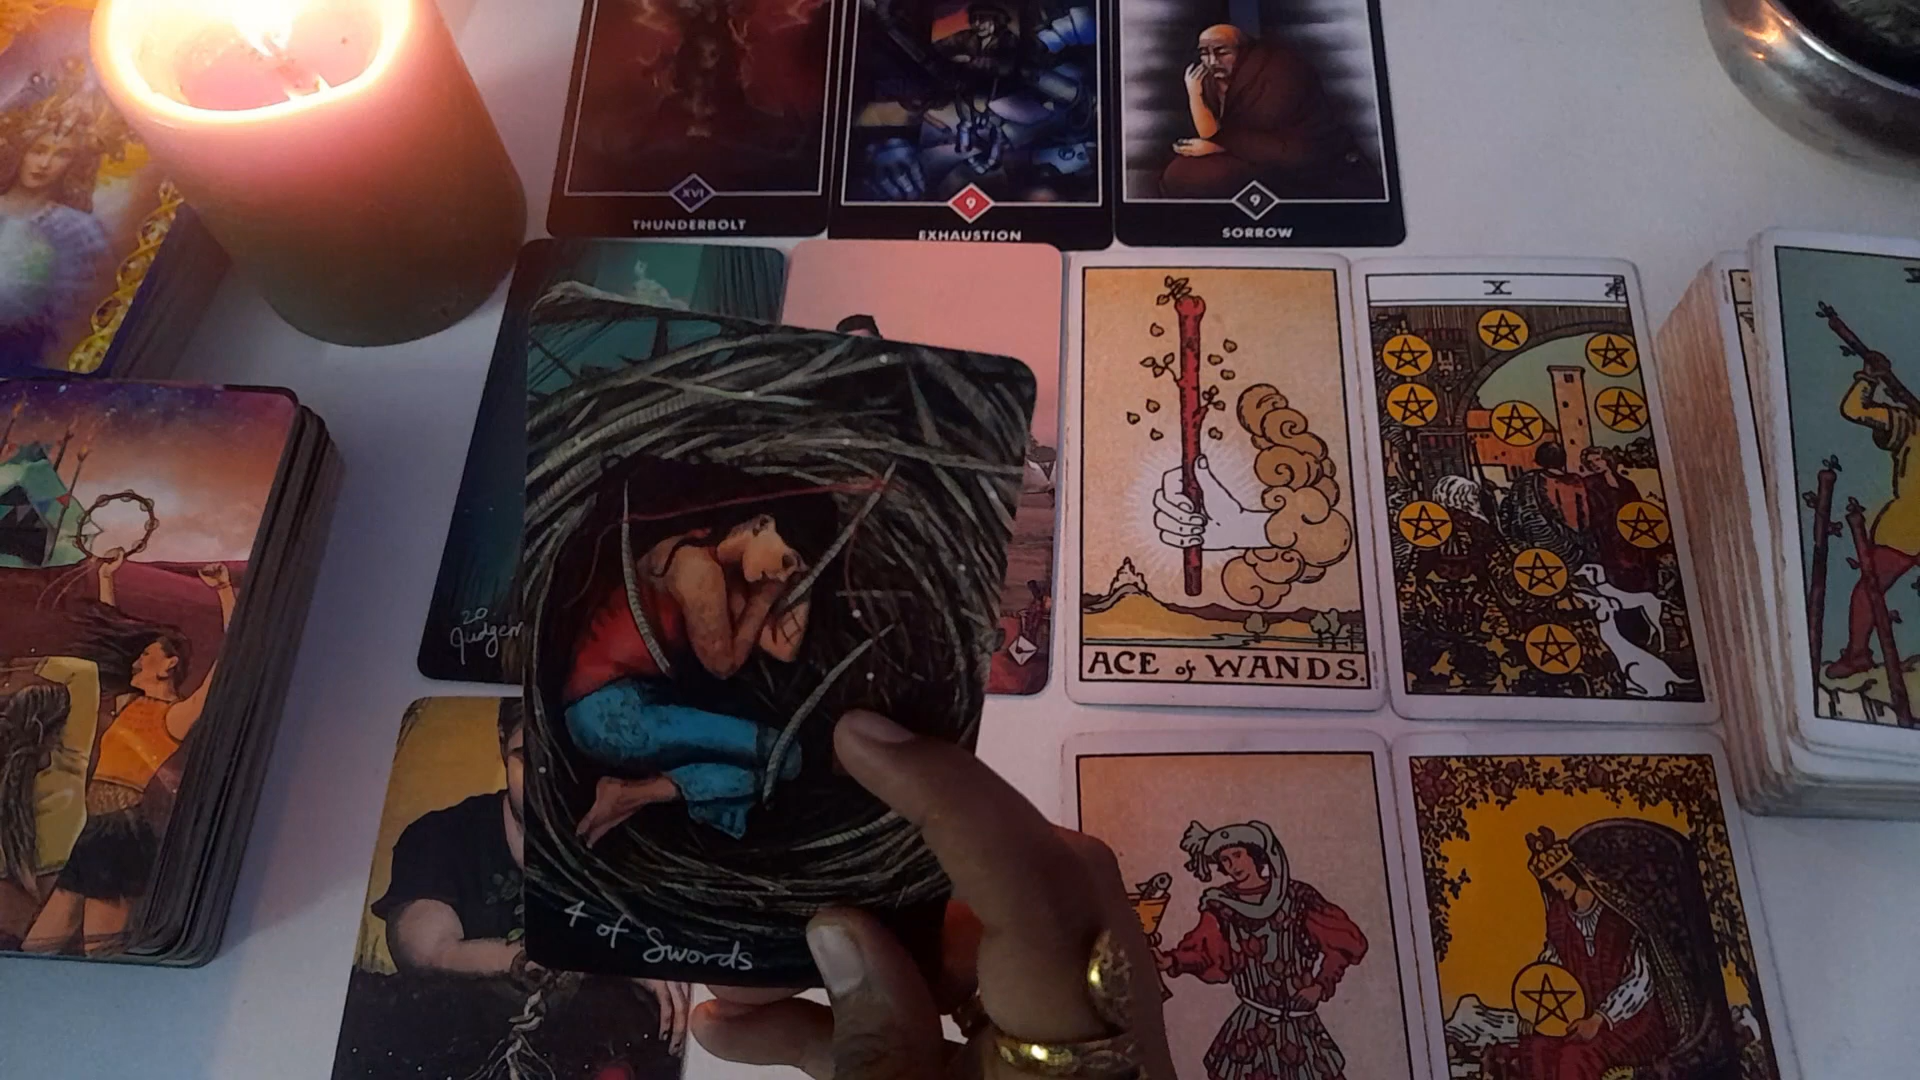 XVI
THUNDERBOLT
9
EXHAUSTION
9
SORROW
X
20
Judgem
ACE of WANDS.
4 of Swords